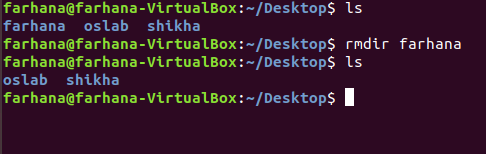 farhana@farhana-VirtualBox:~/Desktop$ ls
farhana  oslab  shikha
farhana@farhana-VirtualBox:~/Desktop$ rmdir farhana
farhana@farhana-VirtualBox:~/Desktop$ ls
oslab  shikha
farhana@farhana-VirtualBox:~/Desktop$